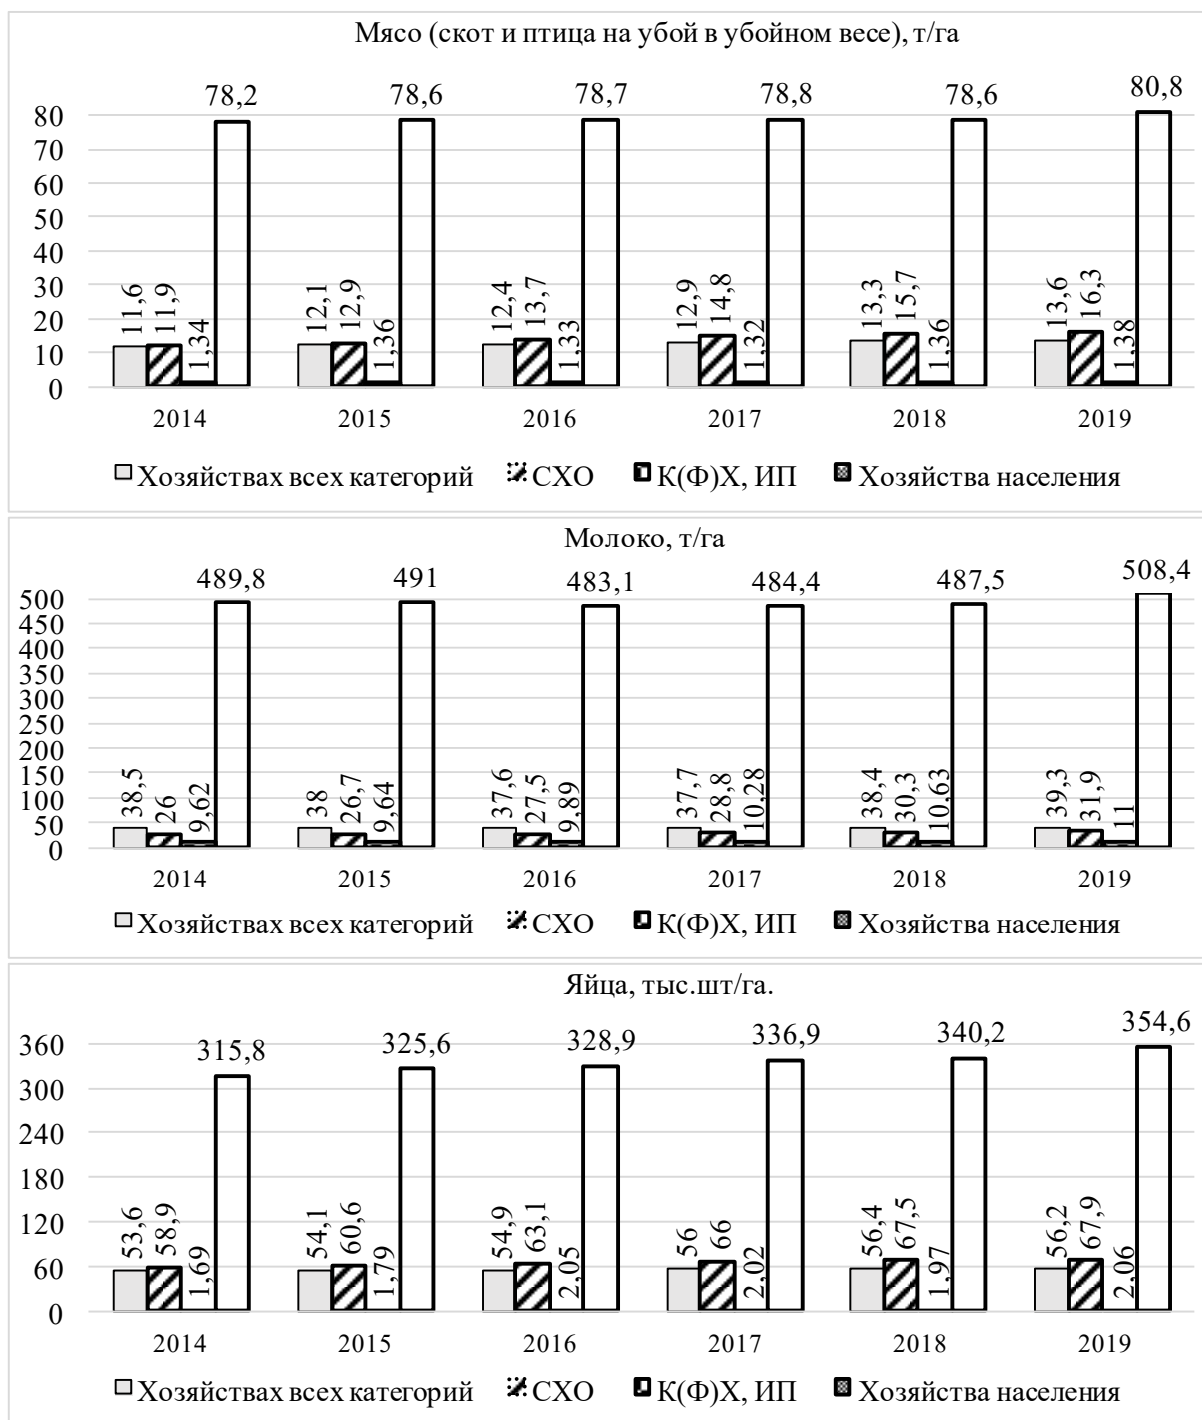 Мясо (скот и птица на убой в убойном весе), т/га
78,2 78,6 78,7 78,8 78,6 80,8
80
70
60
50
40
30
20
10
0
11,6 11,9 1,34 12,1 12,9 1,36 12,4 13,7 1,33 12,9 14,8 1,32 13,3 15,7 1,36 13,6 16,3 1,38
2014 2015 2016 2017 2018 2019
Хозяйствах всех категорий СХО К(Ф)Х, ИП Хозяйства населения
Молоко, т/га
489,8 491 483,1 484,4 487,5 508,4
500
450
400
350
300
250
200
150
100
50
0
38,5 26 9,62 38 26,7 9,64 37,6 27,5 9,89 37,7 28,8 10,28 38,4 30,3 10,63 39,3 31,9 11
2014 2015 2016 2017 2018 2019
Хозяйствах всех категорий СХО К(Ф)Х, ИП Хозяйства населения
Яйца, тыс.шт/га.
315,8 325,6 328,9 336,9 340,2 354,6
360
300
240
180
120
60
0
53,6 58,9 1,69 54,1 60,6 1,79 54,9 63,1 2,05 56 66 2,02 56,4 67,5 1,97 56,2 67,9 2,06
2014 2015 2016 2017 2018 2019
Хозяйствах всех категорий СХО К(Ф)Х, ИП Хозяйства населения